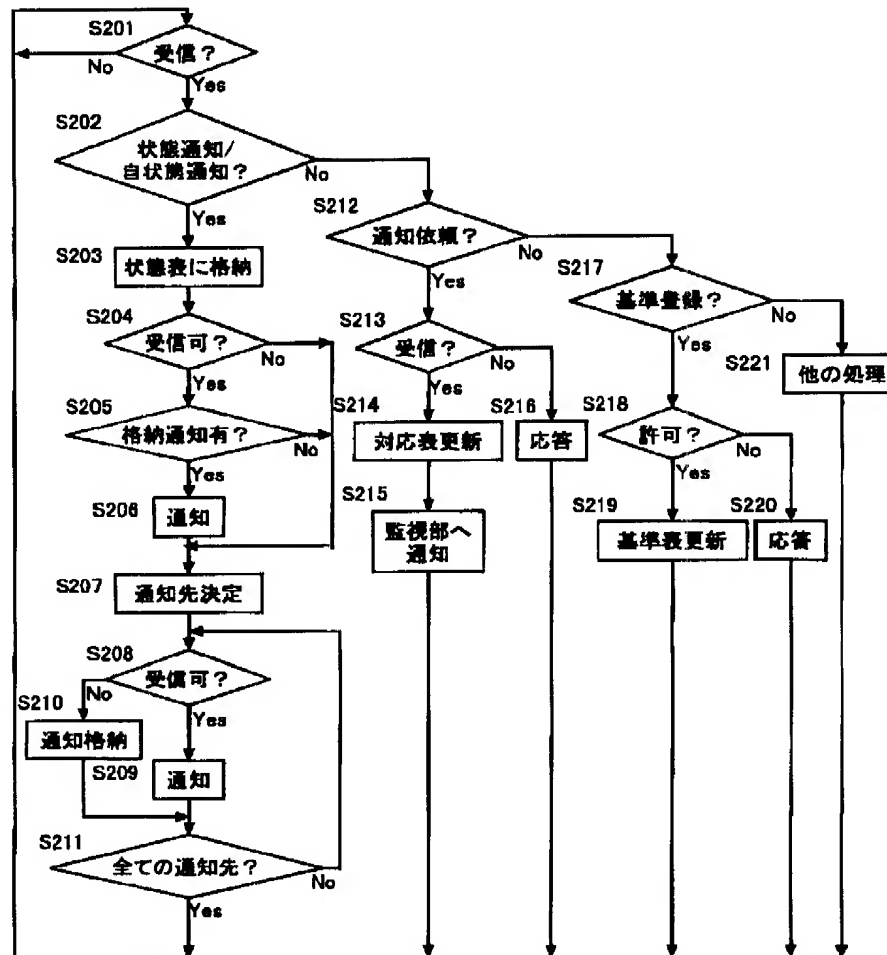 S201
受信?
No
Yes
S202
状態通知/
自状態通知?
No
Yes
S203
状態表に格納
S204
受信可?
No
Yes
S205
格納通知有?
No
Yes
S206
通知
S207
通知先決定
S208
受信可?
No
Yes
S210
通知格納
S209
通知
S211
全ての通知先?
No
Yes
S212
通知依頼?
No
Yes
S213
受信?
No
Yes
S214
対応表更新
S215
監視部へ
通知
S216
応答
S217
基準登録?
No
Yes
S218
許可?
No
Yes
S219
基準表更新
S220
応答
S221
他の処理